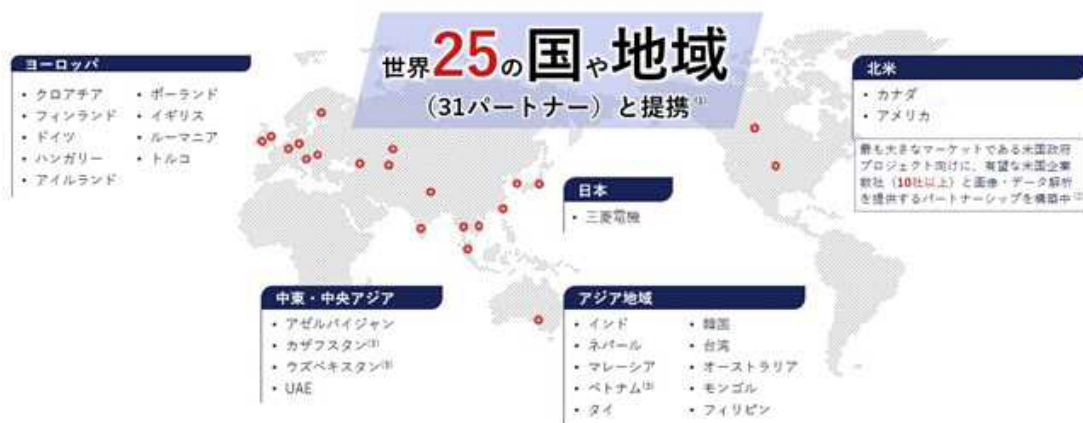 世界25の国や地域
（31パートナー）と提携⁽¹⁾
ヨーロッパ
• クロアチア
• フィンランド
• ドイツ
• ハンガリー
• アイルランド
• ポーランド
• イギリス
• ルーマニア
• トルコ
北米
• カナダ
• アメリカ
最も大きなマーケットである米国政府
プロジェクト向けに、有望な米国企業
数社（10社以上）と画像・データ解析
を提供するパートナーシップを構築中⁽²⁾
日本
• 三菱電機
中東・中央アジア
• アゼルバイジャン
• カザフスタン⁽³⁾
• ウズベキスタン⁽³⁾
• UAE
アジア地域
• インド
• ネパール
• マレーシア
• ベトナム⁽³⁾
• タイ
• 韓国
• 台湾
• オーストラリア
• モンゴル
• フィリピン